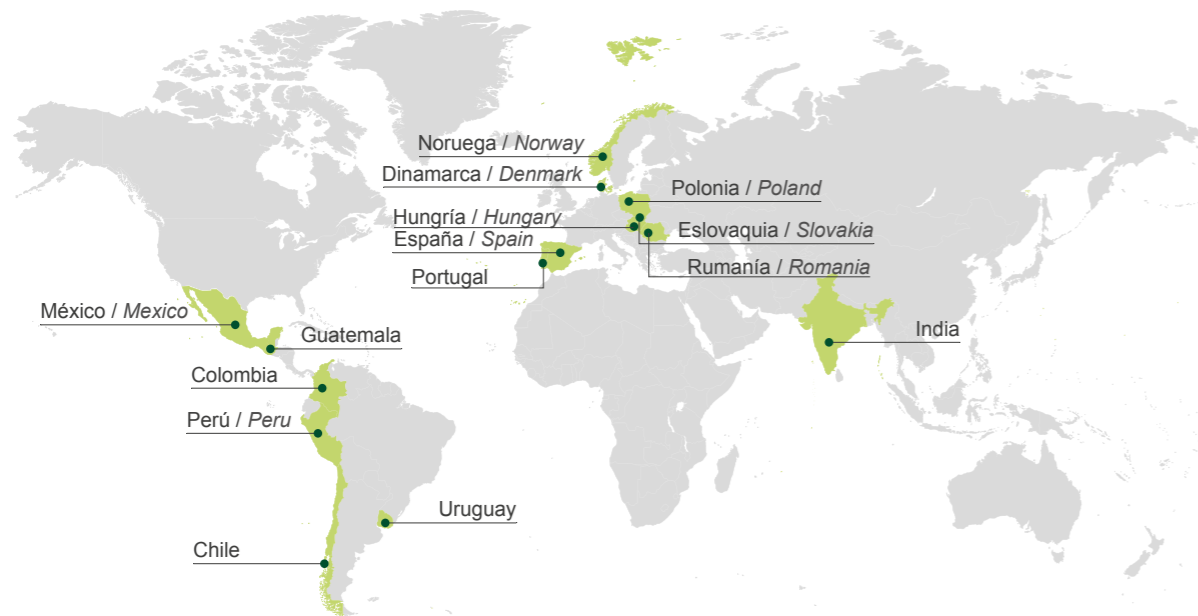 Noruega / Norway
Dinamarca / Denmark
Polonia / Poland
Hungría / Hungary
Eslovaquia / Slovakia
España / Spain
Rumanía / Romania
Portugal
México / Mexico
Guatemala
India
Colombia
Perú / Peru
Uruguay
Chile